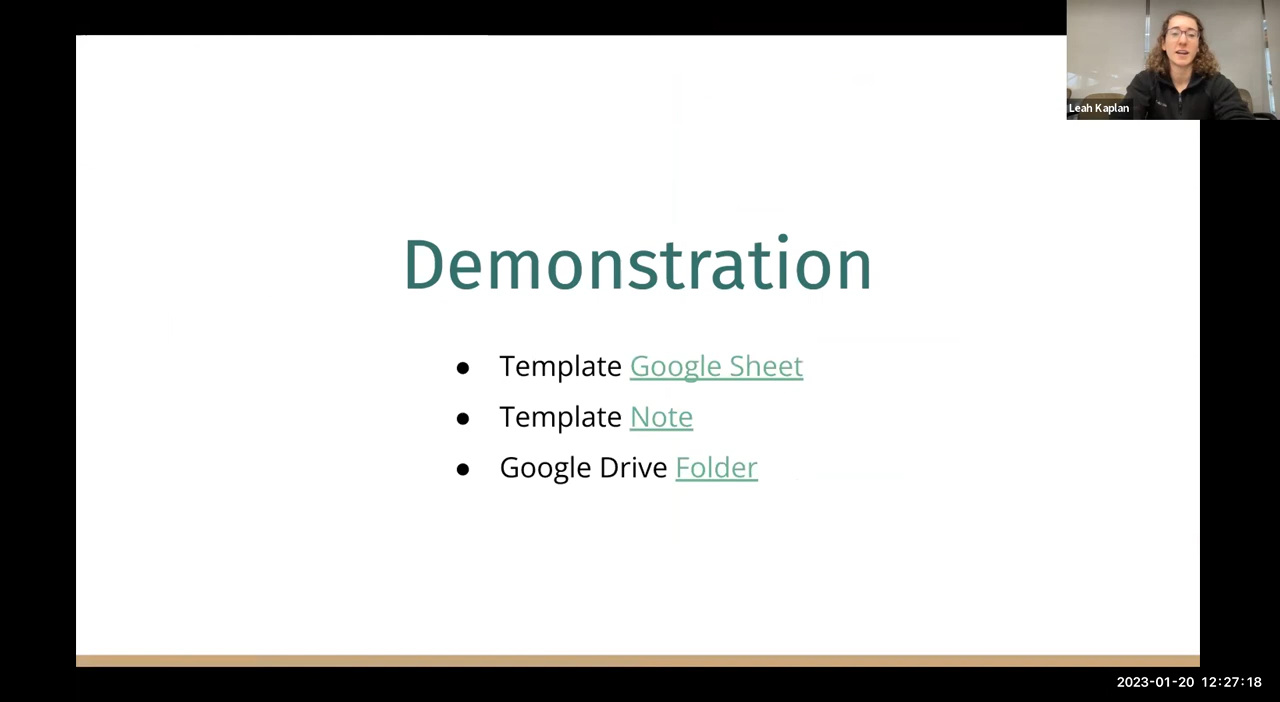 Leah Kaplan
Demonstration
● Template Google Sheet
● Template Note
● Google Drive Folder
2023-01-20 12:27:18